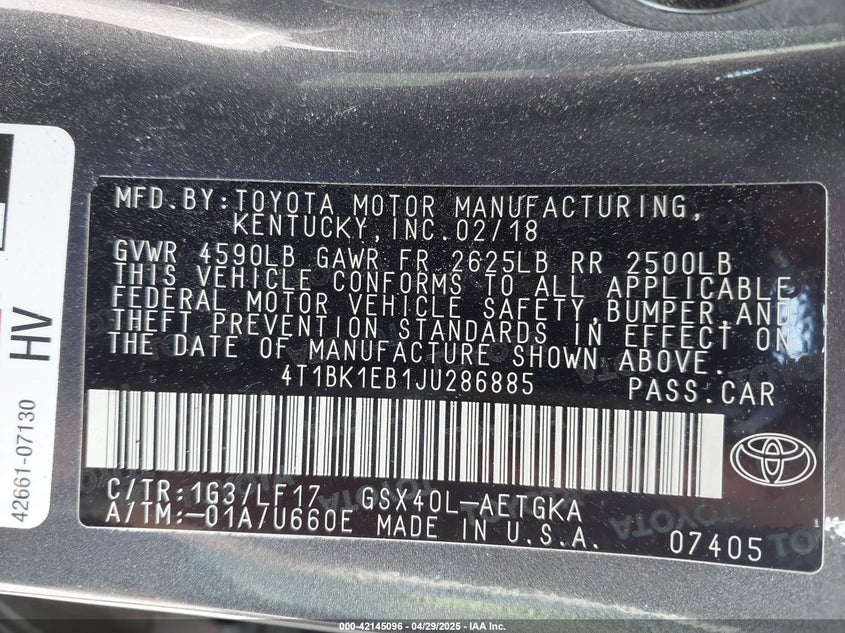 MFD.BY:TOYOTA MOTOR MANUFACTURING,
KENTUCKY,INC.02/18
GVWR 4590LB GAWR FR 2625LB RR 2500LB
THIS VEHICLE CONFORMS TO ALL APPLICABLE
FEDERAL MOTOR VEHICLE SAFETY,BUMPER,AND
THEFT PREVENTION STANDARDS IN EFFECT ON
THE DATE OF MANUFACTURE SHOWN ABOVE.
4T1BK1EB1JU286885 PASS.CAR
C/TR:1G3/LF17 GSX40L-AETGKA
A/TM:-01A/U660E MADE IN U.S.A. 07405
42661-07130 HV
000-42145096 - 04/29/2025 - IAA Inc.